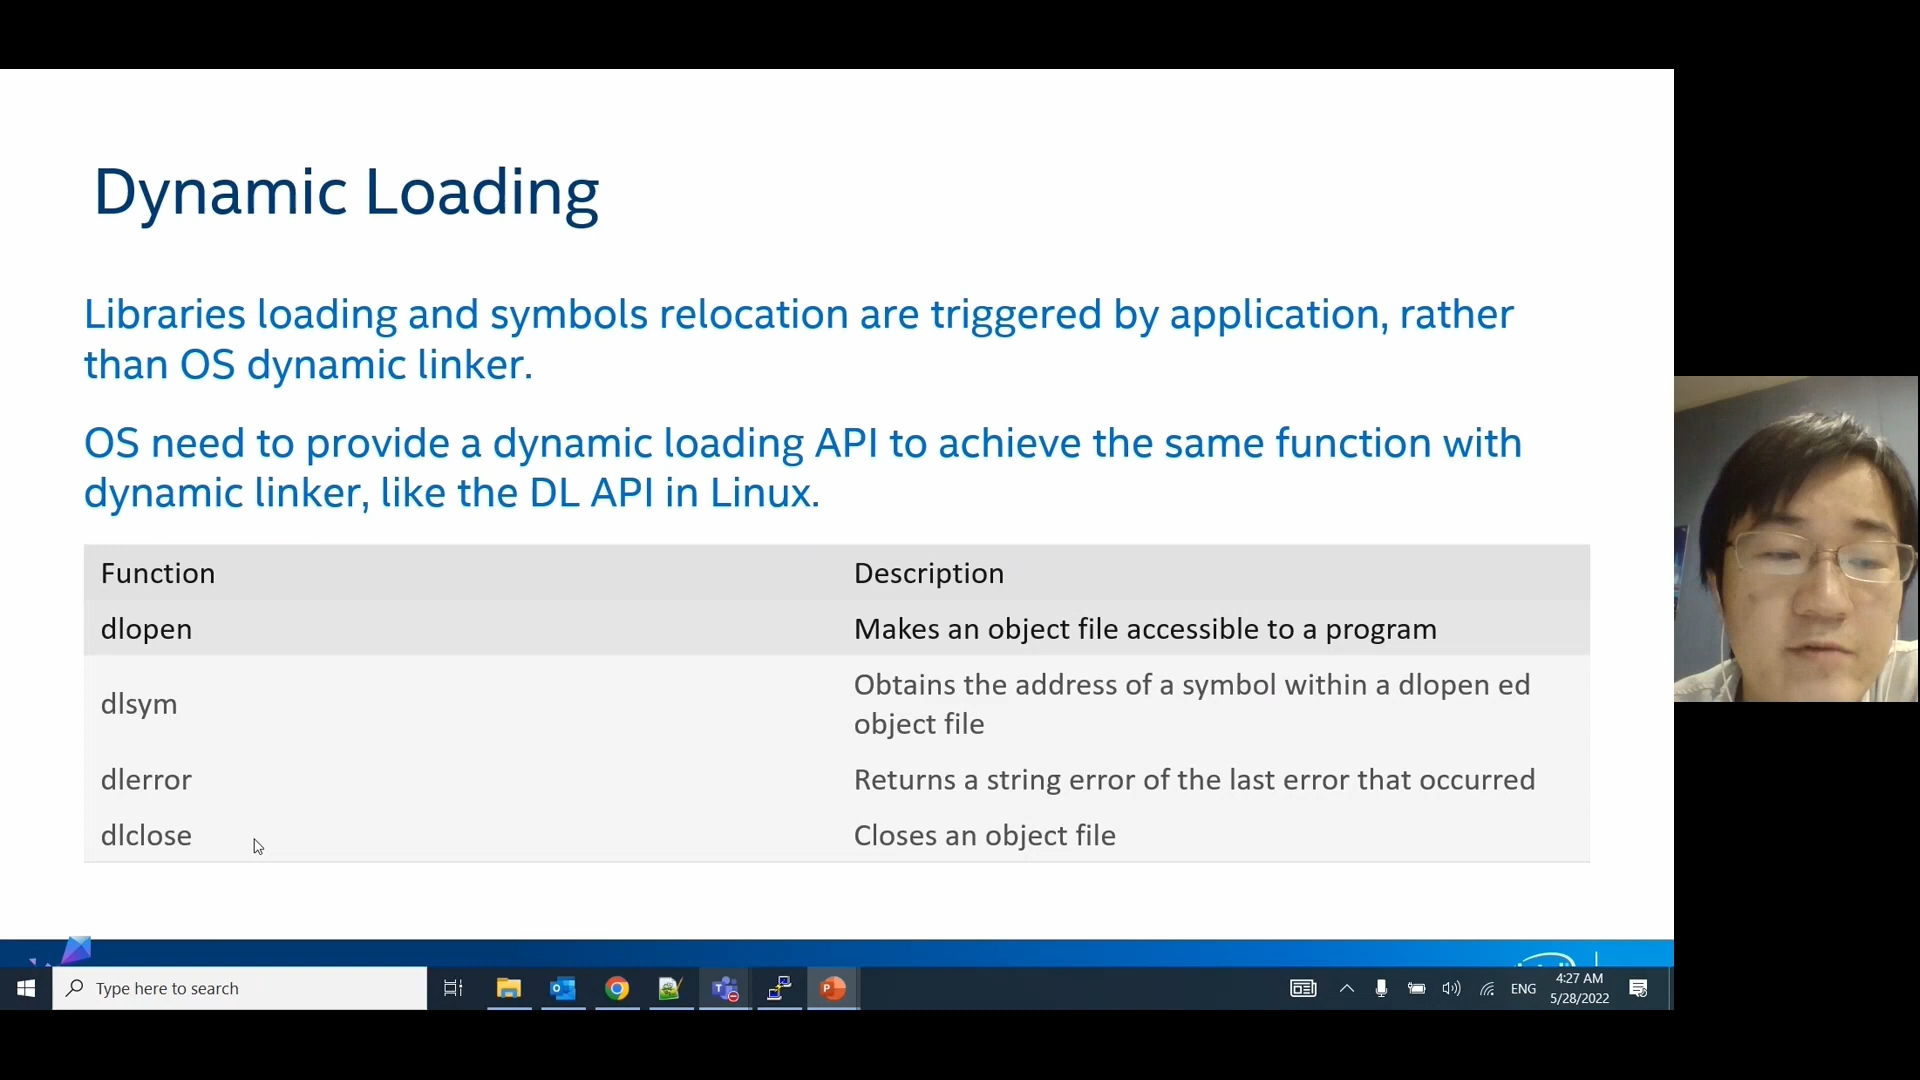 Dynamic Loading
Libraries loading and symbols relocation are triggered by application, rather
than OS dynamic linker.
OS need to provide a dynamic loading API to achieve the same function with
dynamic linker, like the DL API in Linux.
Function Description
dlopen Makes an object file accessible to a program
dlsym Obtains the address of a symbol within a dlopen ed
object file
dlerror Returns a string error of the last error that occurred
dlclose Closes an object file
Type here to search
ENG
4:27 AM
5/28/2022